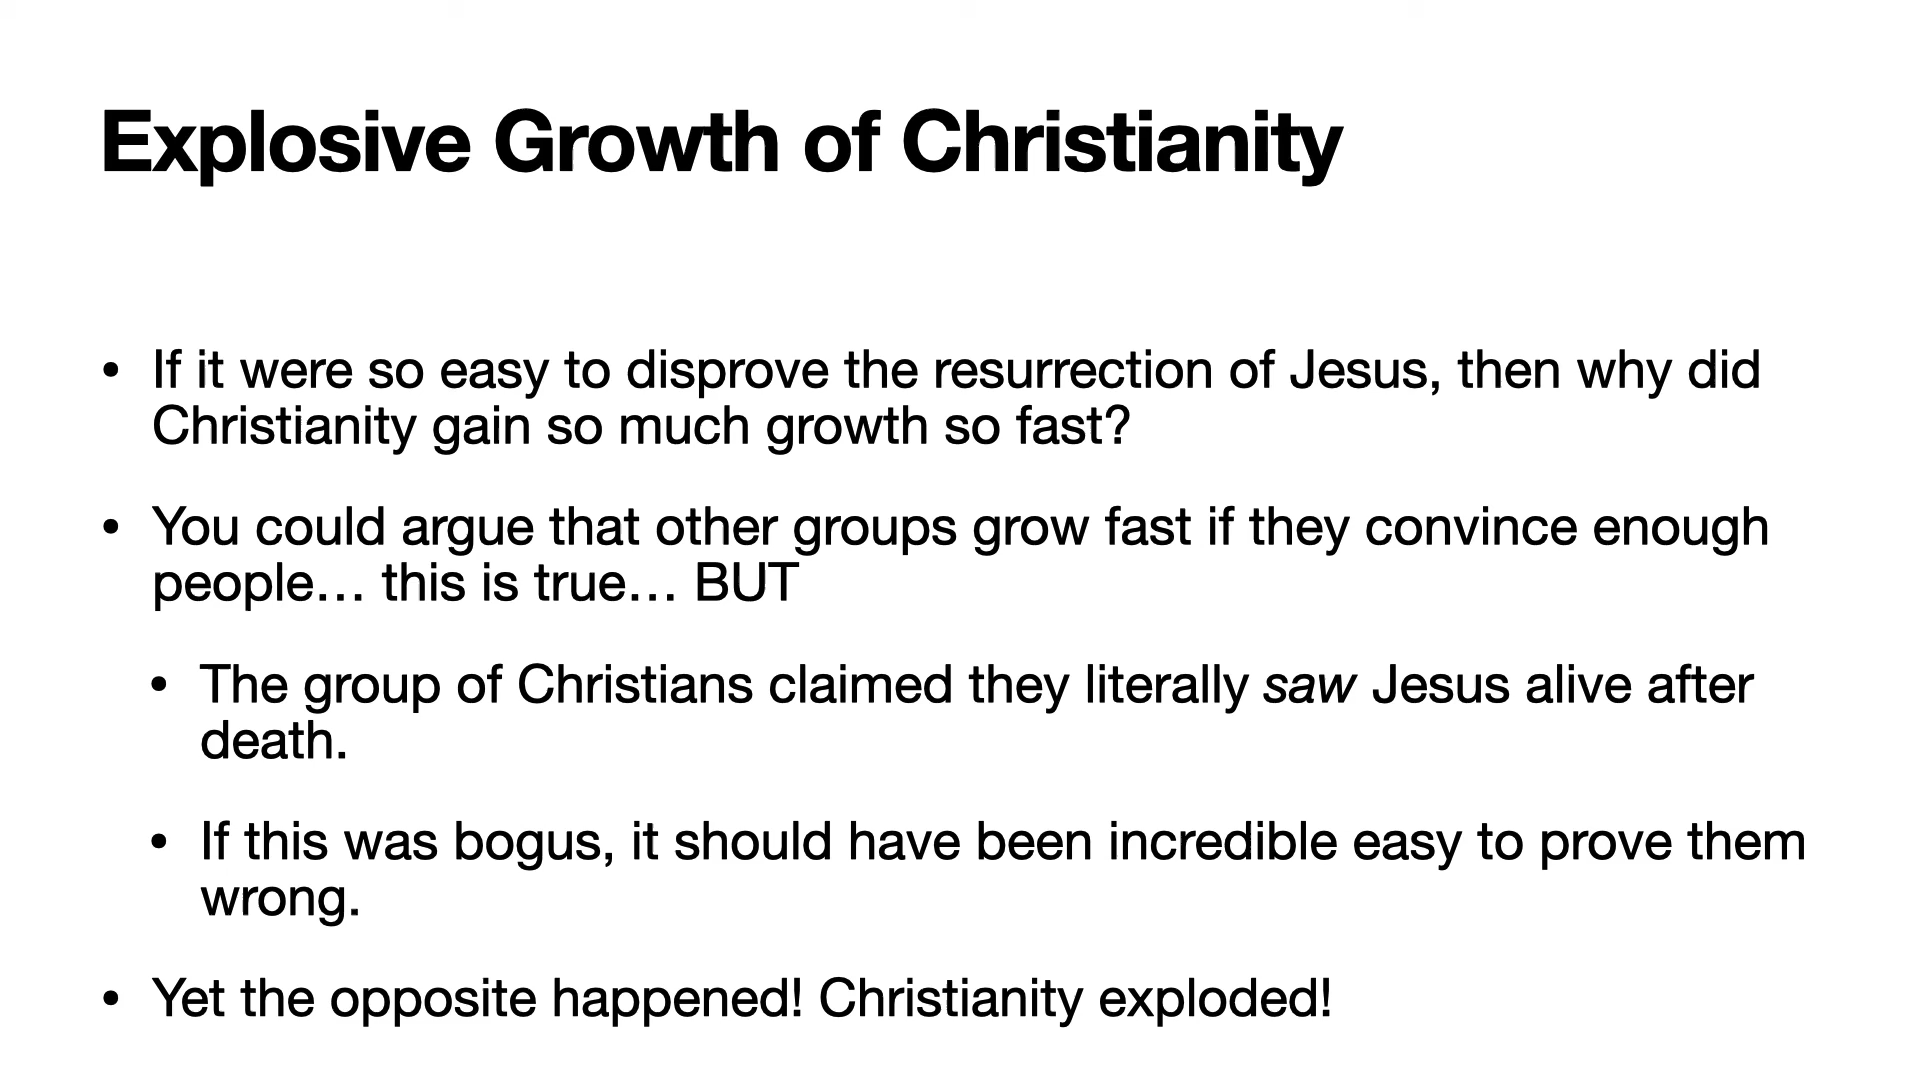 Explosive Growth of Christianity
• If it were so easy to disprove the resurrection of Jesus, then why did
Christianity gain so much growth so fast?
• You could argue that other groups grow fast if they convince enough
people… this is true… BUT
• The group of Christians claimed they literally saw Jesus alive after
death.
• If this was bogus, it should have been incredible easy to prove them
wrong.
• Yet the opposite happened! Christianity exploded!